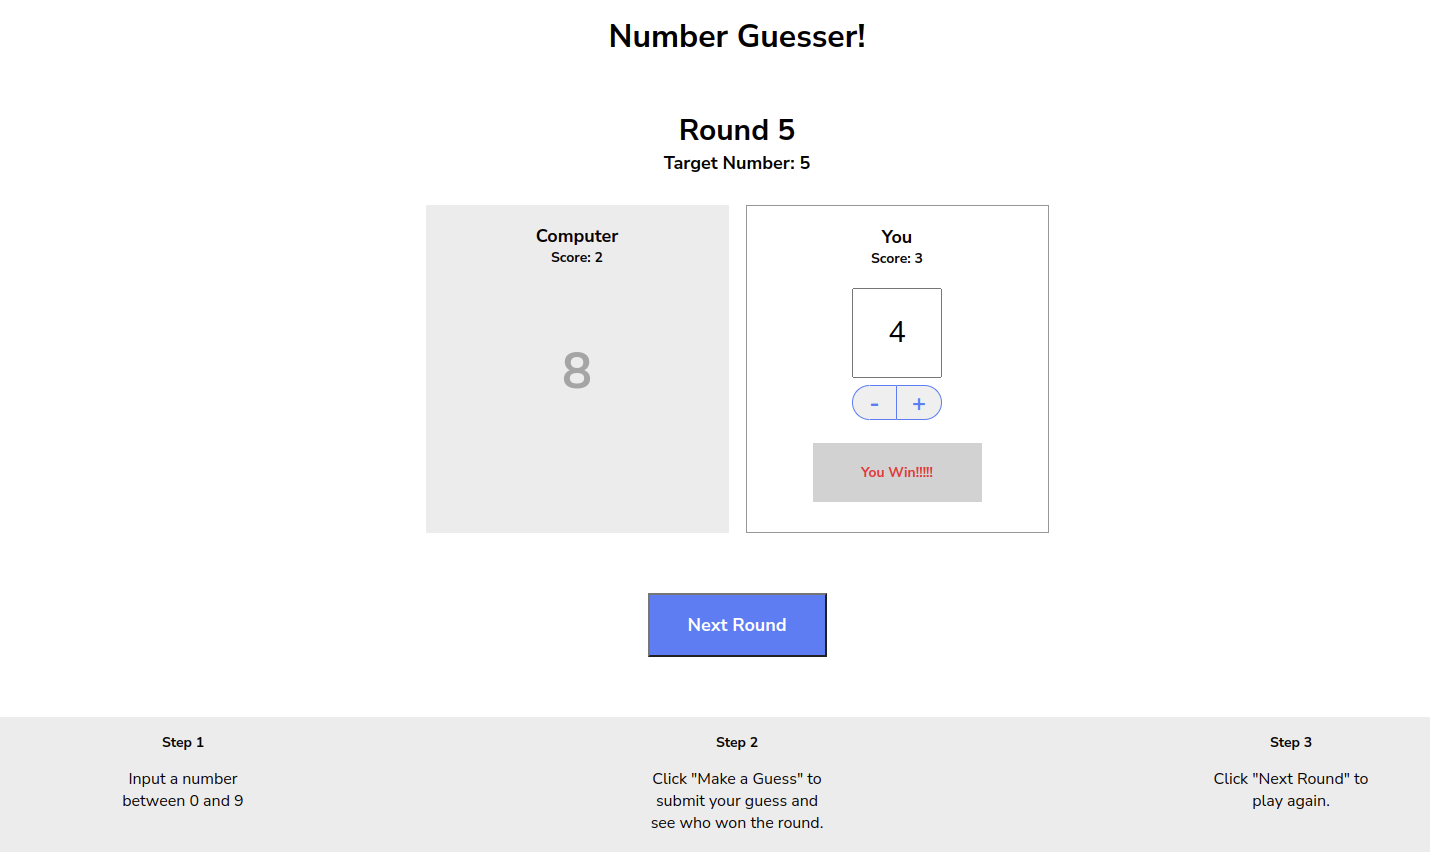 Number Guesser!
Round 5
Target Number: 5
Computer
Score: 2
8
You
Score: 3
4
- +
You Win!!!!!
Next Round
Step 1
Input a number
between 0 and 9
Step 2
Click "Make a Guess" to
submit your guess and
see who won the round.
Step 3
Click "Next Round" to
play again.